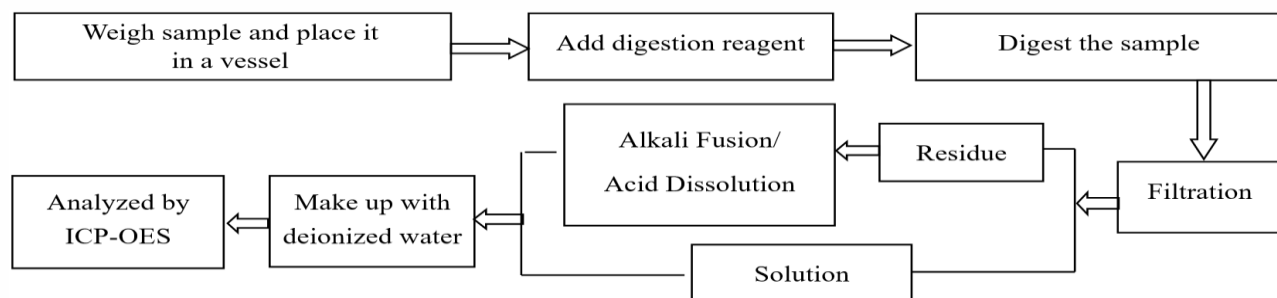 Weigh sample and place it
in a vessel
Add digestion reagent
Digest the sample
Filtration
Residue
Alkali Fusion/
Acid Dissolution
Solution
Make up with
deionized water
Analyzed by
ICP-OES